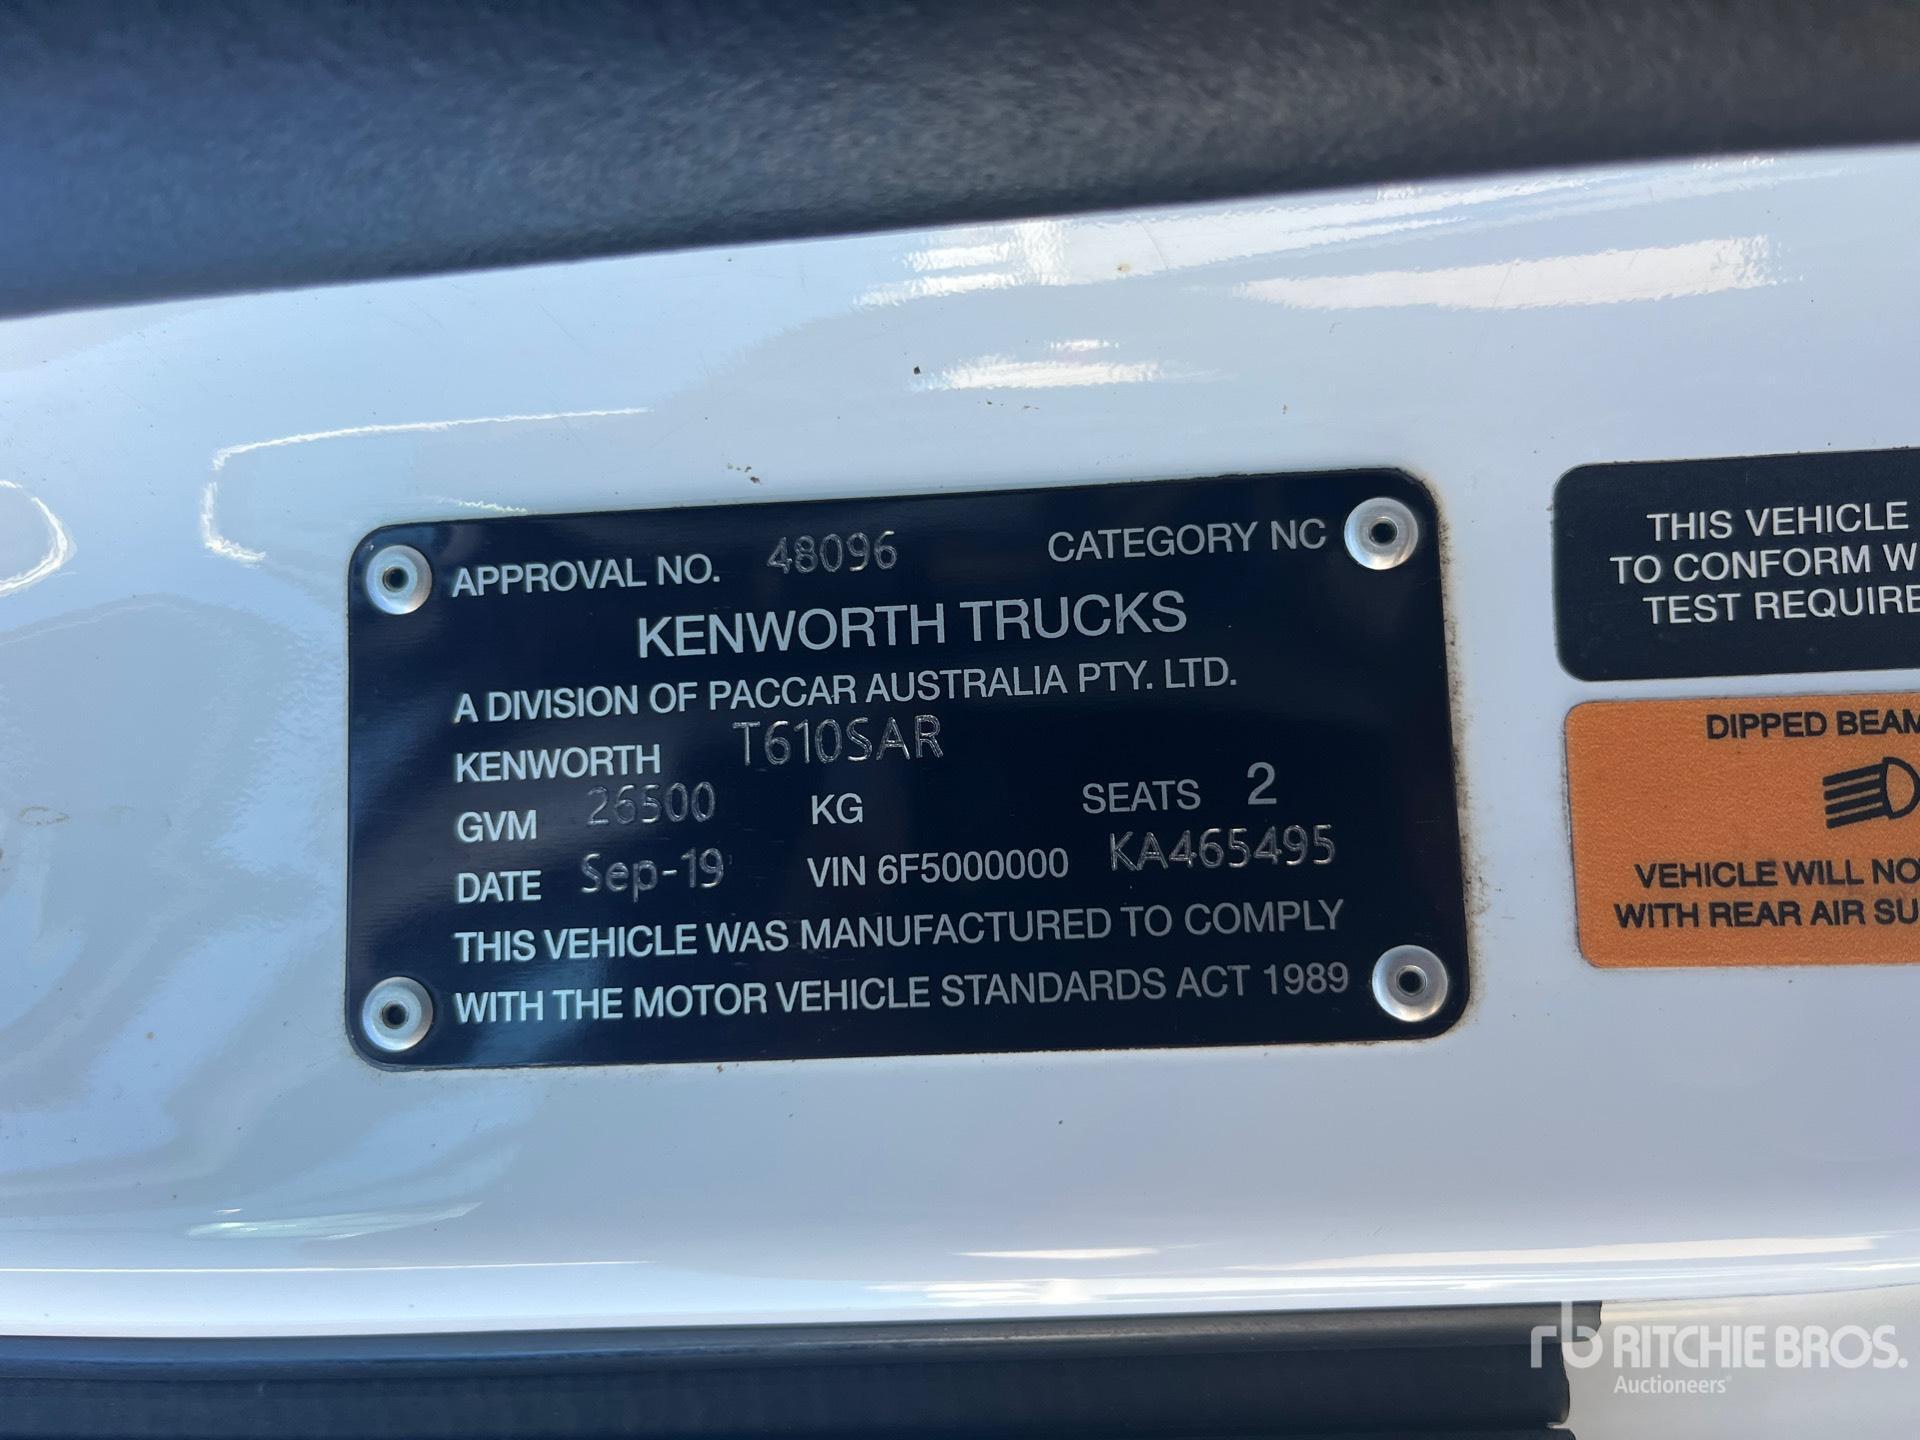 APPROVAL NO. 48096 CATEGORY NC
KENWORTH TRUCKS
A DIVISION OF PACCAR AUSTRALIA PTY. LTD.
KENWORTH T610SAR
GVM 26500 KG SEATS 2
DATE Sep-19 VIN 6F5000000 KA465495
THIS VEHICLE WAS MANUFACTURED TO COMPLY
WITH THE MOTOR VEHICLE STANDARDS ACT 1989
THIS VEHICLE
TO CONFORM W
TEST REQUIRE
DIPPED BEAM
VEHICLE WILL NO
WITH REAR AIR SU
rb RITCHIE BROS.
Auctioneers